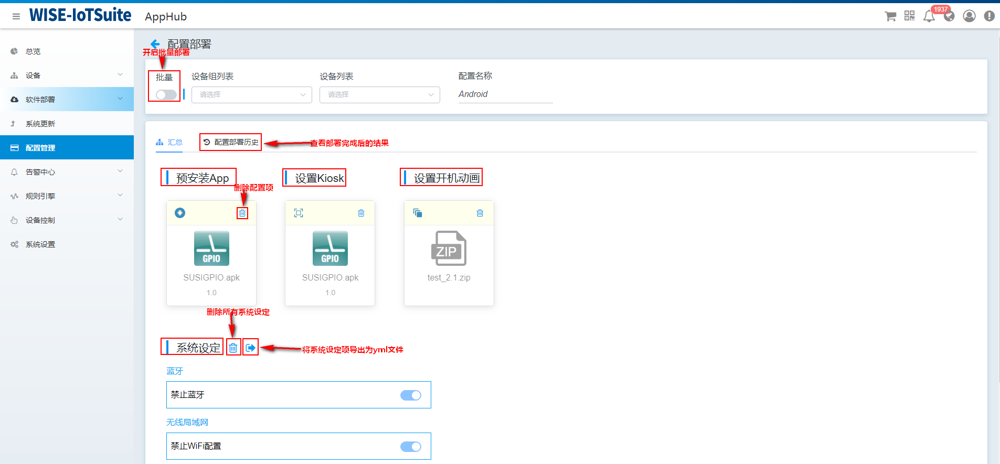 WISE-IoTSuite
AppHub
1937
总览
设备
软件部署
系统更新
配置管理
告警中心
规则引擎
设备控制
系统设置
配置部署
开启批量部署
批量
设备组列表
设备列表
配置名称
请选择
请选择
Android
汇总
配置部署历史
查看部署完成后的结果
预安装App
设置Kiosk
设置开机动画
删除配置项
GPIO
GPIO
ZIP
SUSIGPIO.apk
SUSIGPIO.apk
test_2.1.zip
1.0
1.0
删除所有系统设定
系统设定
将系统设定项导出为yml文件
蓝牙
禁止蓝牙
无线局域网
禁止WiFi配置